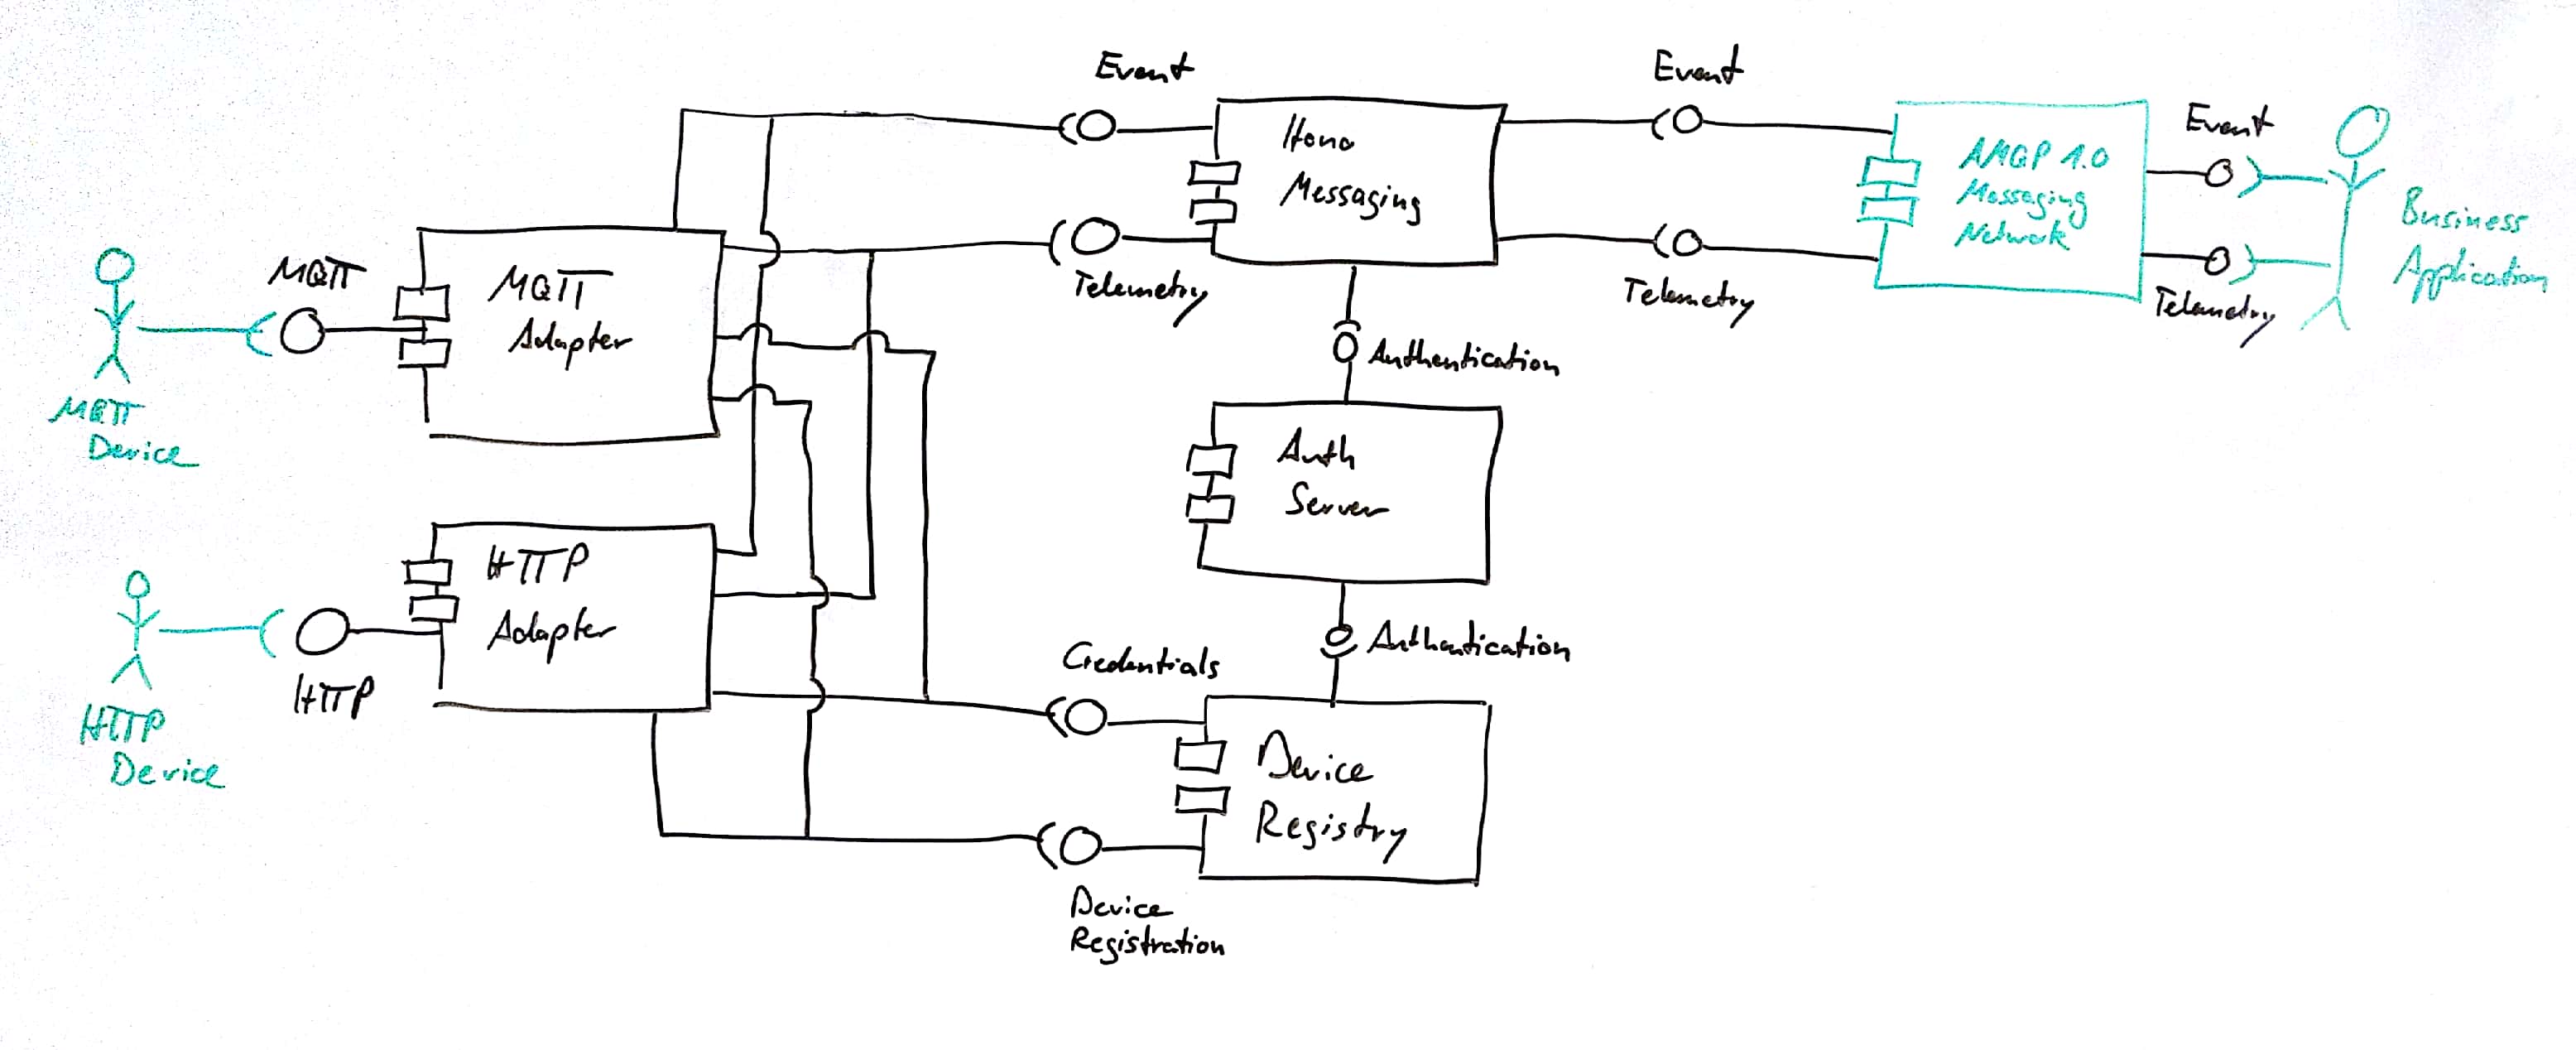 Event
Event
Hono
Messaging
AMQP 1.0
Messaging
Network
Event
Business
Application
MQTT
MQTT
Adapter
Telemetry
Telemetry
Telemetry
MQTT
Device
Authentication
Auth
Server
HTTP
Adapter
HTTP
HTTP
Device
Authentication
Credentials
Device
Registry
Device
Registration